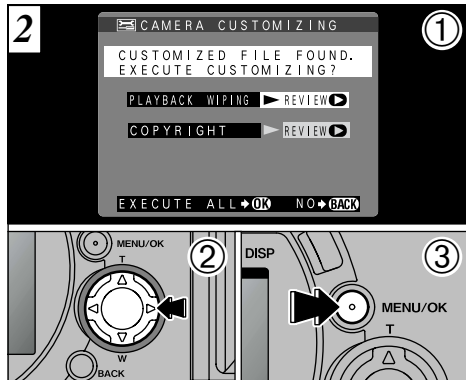 2
CAMERA CUSTOMIZING
①
CUSTOMIZED FILE FOUND.
EXECUTE CUSTOMIZING?
PLAYBACK WIPING ► REVIEW
COPYRIGHT ► REVIEW
EXECUTE ALL➔OK NO➔BACK
MENU/OK
②
T
W
BACK
DISP
③
MENU/OK
T